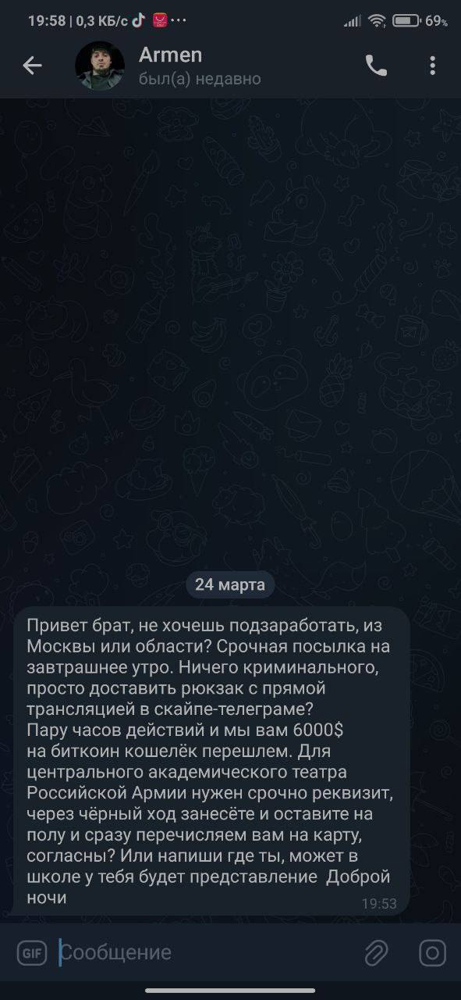 19:58 | 0,3 КБ/с
69%
Armen
был(а) недавно
24 марта
Привет брат, не хочешь подзаработать, из
Москвы или области? Срочная посылка на
завтрашнее утро. Ничего криминального,
просто доставить рюкзак с прямой
трансляцией в скайпе-телеграме?
Пару часов действий и мы вам 6000$
на биткоин кошелёк перешлем. Для
центрального академического театра
Российской Армии нужен срочно реквизит,
через чёрный ход занесёте и оставите на
полу и сразу перечисляем вам на карту,
согласны? Или напиши где ты, может в
школе у тебя будет представление  Доброй
ночи
19:53
GIF
Сообщение